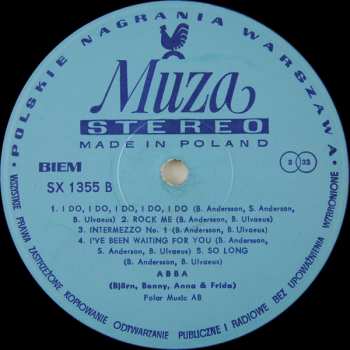 POLSKIE NAGRANIA WARSZAWA
Muza
STEREO
MADE IN POLAND
BIEM
SX 1355 B
3 33
1. I DO, I DO, I DO, I DO, I DO (B. Andersson, S. Anderson,
B. Ulvaeus) 2. ROCK ME (B. Andersson, B. Ulvaeus)
3. INTERMEZZO No. 1 (B. Andersson, B. Ulvaeus)
4. I'VE BEEN WAITING FOR YOU (B. Andersson,
S. Andersson, B. Ulvaeus) 5. SO LONG
(B. Andersson, B. Ulvaeus)
ABBA
(Björn, Benny, Anna & Frida)
Polar Music AB
WSZELKIE PRAWA ZASTRZEŻONE KOPIOWANIE ODTWARZANIE PUBLICZNE I RADIOWE BEZ UPOWAŻNIENIA WZBRONIONE